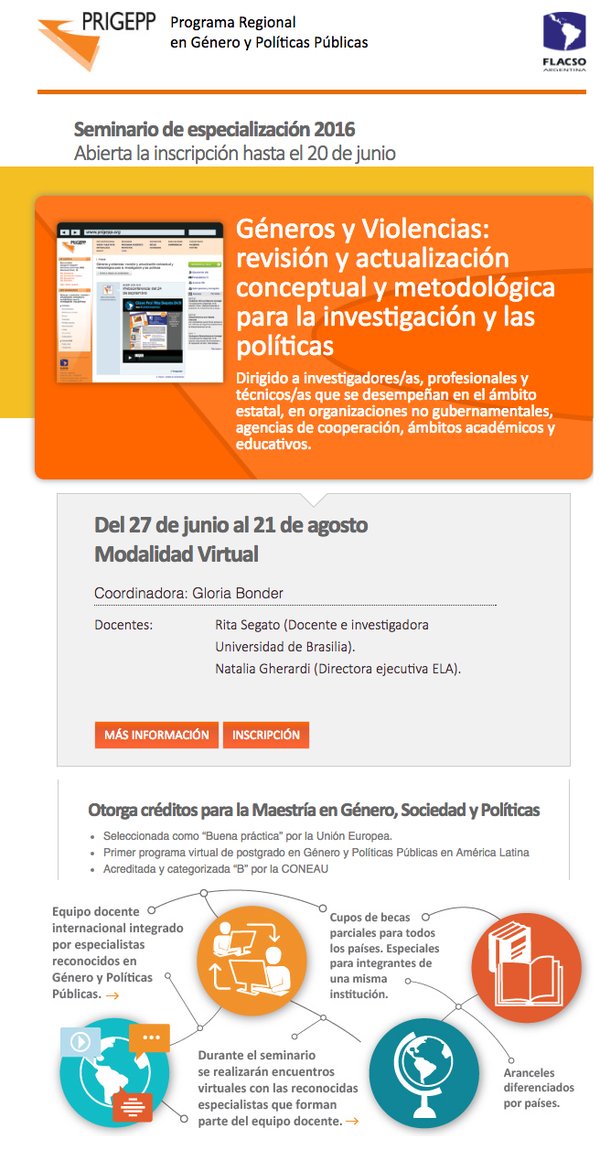 PRIGEPP
Programa Regional
en Género y Políticas Públicas
FLACSO
ARGENTINA
Seminario de especialización 2016
Abierta la inscripción hasta el 20 de junio
www.prigepp.org
PRIGEPP
Géneros y Violencias:
revisión y actualización
conceptual y metodológica
para la investigación y las
políticas
Dirigido a investigadores/as, profesionales y
técnicos/as que se desempeñan en el ámbito
estatal, en organizaciones no gubernamentales,
agencias de cooperación, ámbitos académicos y
educativos.
Del 27 de junio al 21 de agosto
Modalidad Virtual
Coordinadora: Gloria Bonder
Docentes: Rita Segato (Docente e investigadora
Universidad de Brasilia).
Natalia Gherardi (Directora ejecutiva ELA).
MÁS INFORMACIÓN INSCRIPCIÓN
Otorga créditos para la Maestría en Género, Sociedad y Políticas
• Seleccionada como “Buena práctica” por la Unión Europea.
• Primer programa virtual de postgrado en Género y Políticas Públicas en América Latina
• Acreditada y categorizada “B” por la CONEAU
Equipo docente
internacional integrado
por especialistas
reconocidos en
Género y Políticas
Públicas. →
Cupos de becas
parciales para todos
los países. Especiales
para integrantes de
una misma
institución.
Durante el seminario
se realizarán encuentros
virtuales con las reconocidas
especialistas que forman
parte del equipo docente. →
Aranceles
diferenciados
por países.